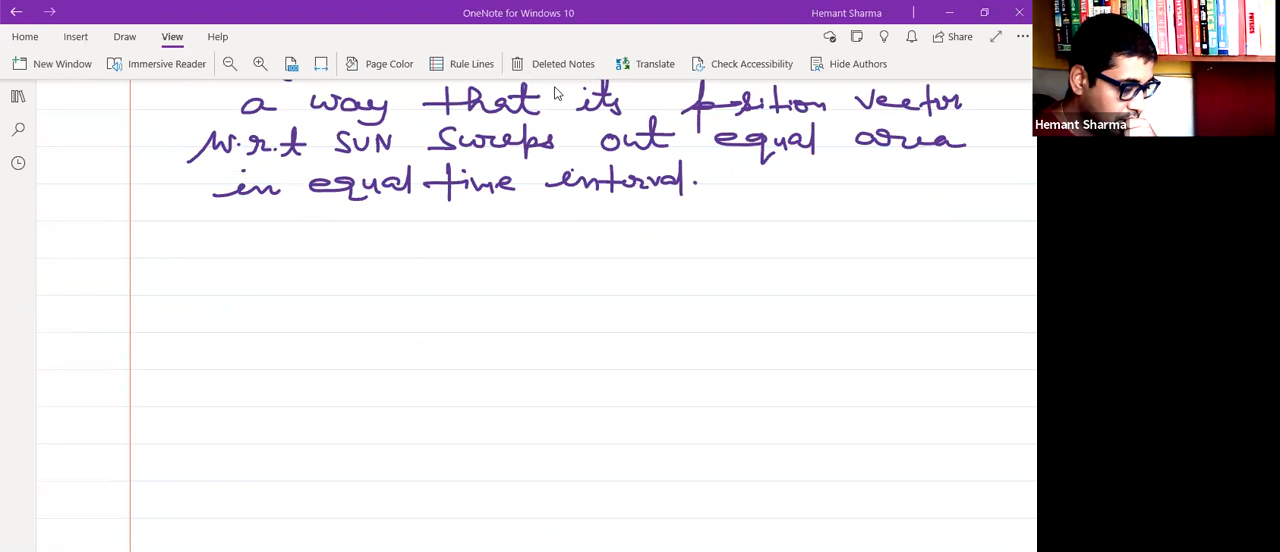 OneNote for Windows 10
Hemant Sharma
Home Insert Draw View Help
Share
New Window Immersive Reader Page Color Rule Lines Deleted Notes Translate Check Accessibility Hide Authors
a way that its position vector
w.r.t SUN sweeps out equal area
in equal time interval.
Hemant Sharma
PHYSICS